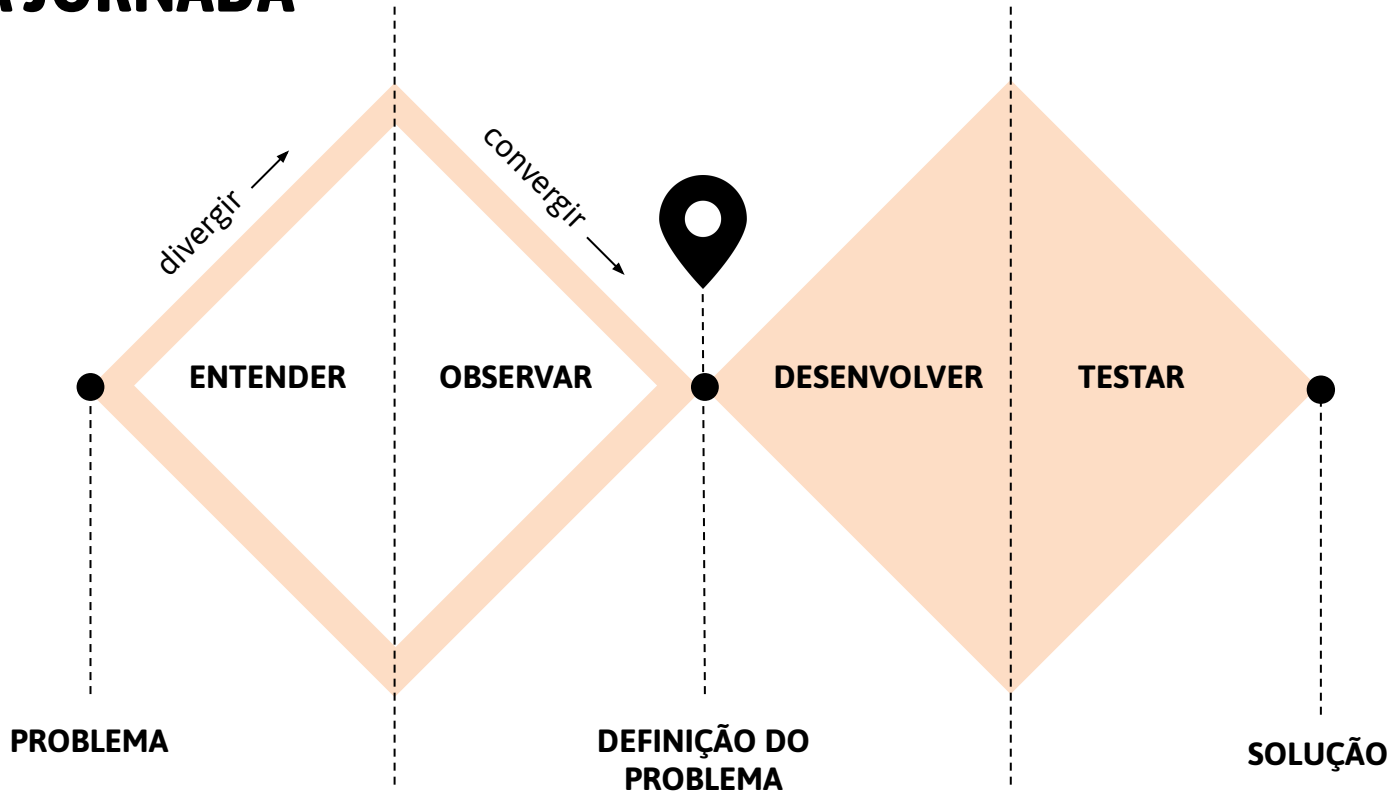 JORNADA
divergir
convergir
ENTENDER
OBSERVAR
DESENVOLVER
TESTAR
PROBLEMA
DEFINIÇÃO DO
PROBLEMA
SOLUÇÃO